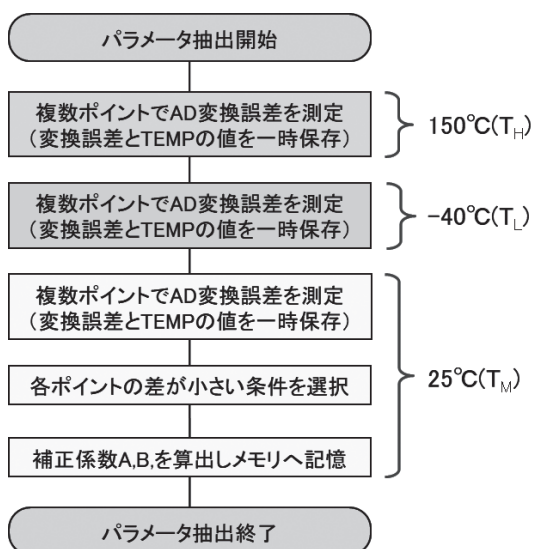 パラメータ抽出開始
複数ポイントでAD変換誤差を測定
(変換誤差とTEMPの値を一時保存)
150℃(TH)
複数ポイントでAD変換誤差を測定
(変換誤差とTEMPの値を一時保存)
-40℃(TL)
複数ポイントでAD変換誤差を測定
(変換誤差とTEMPの値を一時保存)
各ポイントの差が小さい条件を選択
25℃(TM)
補正係数A,B,を算出しメモリへ記憶
パラメータ抽出終了